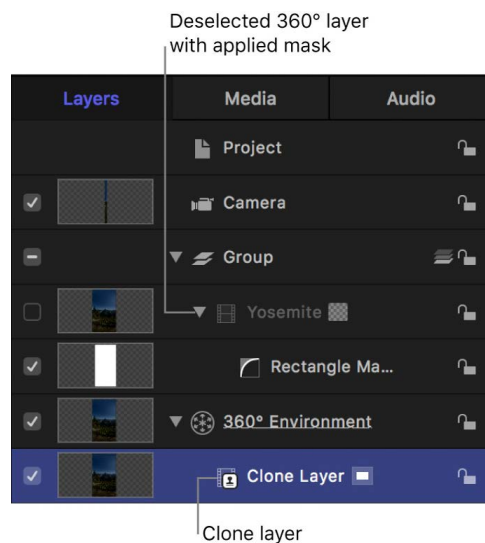 Deselected 360° layer
with applied mask
Layers Media Audio
Project
Camera
Group
Yosemite
Rectangle Ma...
360° Environment
Clone Layer
Clone layer